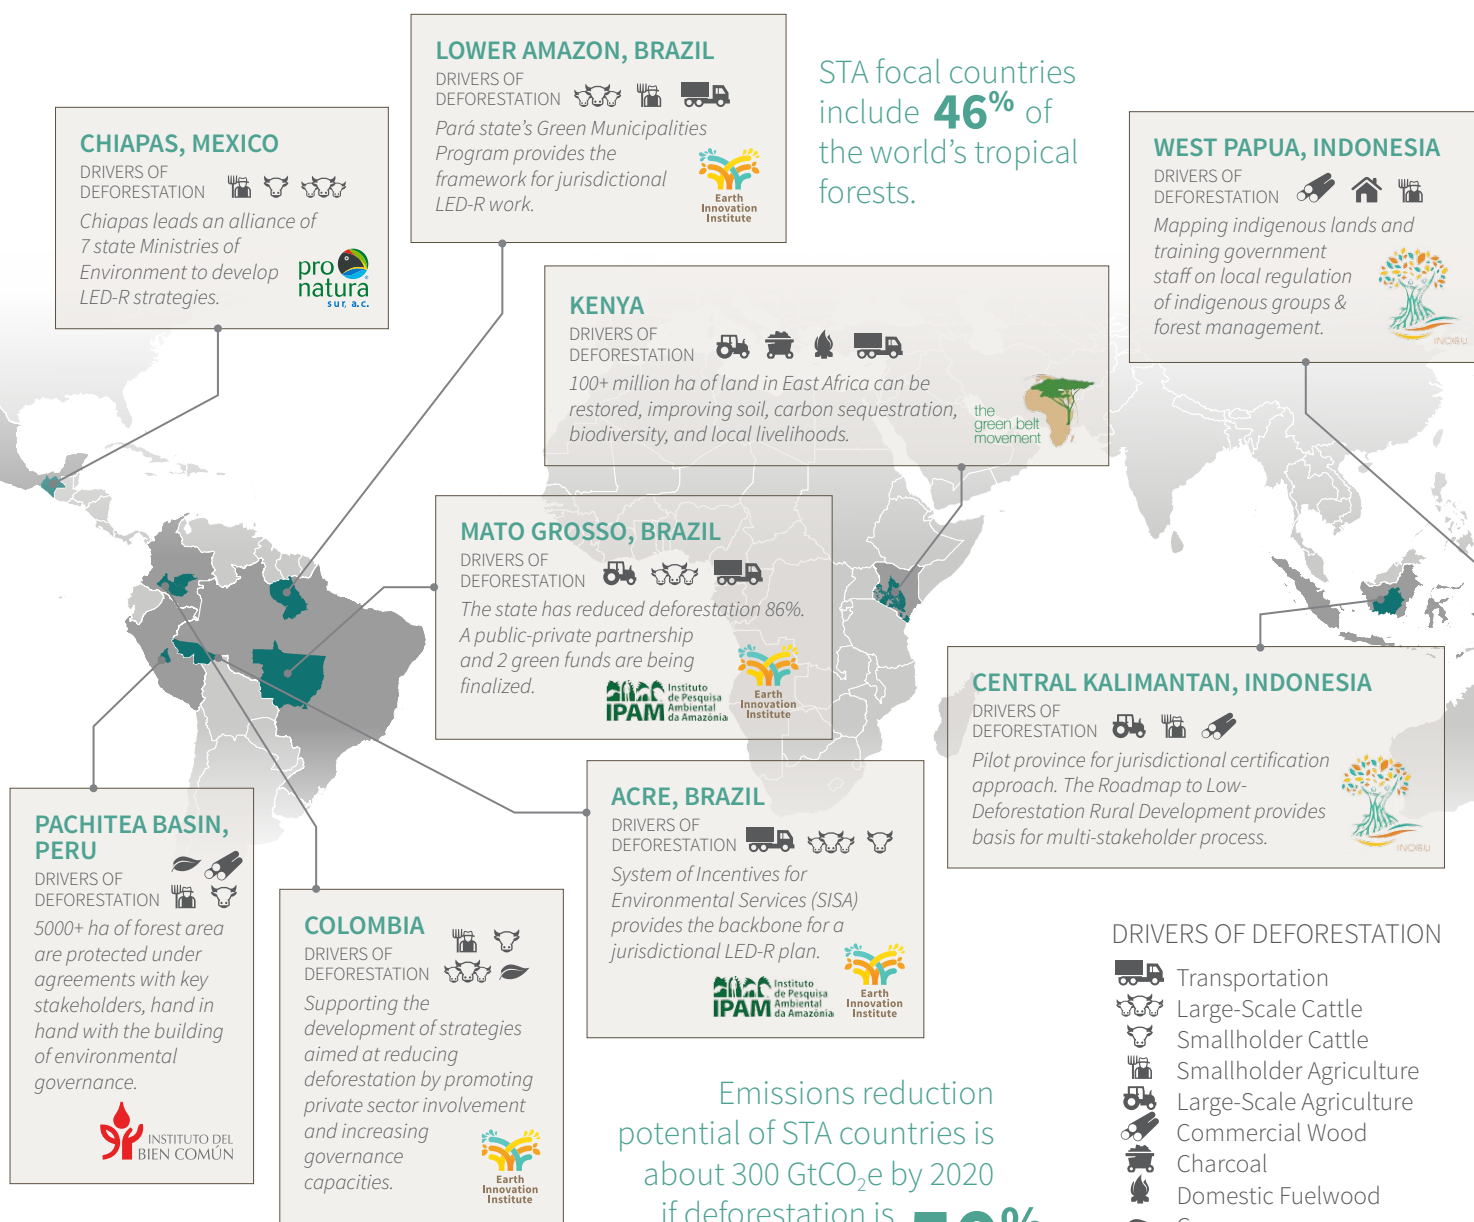 LOWER AMAZON, BRAZIL
DRIVERS OF
DEFORESTATION
Pará state's Green Municipalities
Program provides the
framework for jurisdictional
LED-R work.
Earth
Innovation
Institute
STA focal countries
include 46% of
the world's tropical
forests.
CHIAPAS, MEXICO
DRIVERS OF
DEFORESTATION
Chiapas leads an alliance of
7 state Ministries of
Environment to develop
LED-R strategies.
pro
natura
sur, a.c.
WEST PAPUA, INDONESIA
DRIVERS OF
DEFORESTATION
Mapping indigenous lands and
training government
staff on local regulation
of indigenous groups &
forest management.
INOBU
KENYA
DRIVERS OF
DEFORESTATION
100+ million ha of land in East Africa can be
restored, improving soil, carbon sequestration,
biodiversity, and local livelihoods.
the
green belt
movement
MATO GROSSO, BRAZIL
DRIVERS OF
DEFORESTATION
The state has reduced deforestation 86%.
A public-private partnership
and 2 green funds are being
finalized.
IPAM
Instituto
de Pesquisa
Ambiental
da Amazônia
Earth
Innovation
Institute
CENTRAL KALIMANTAN, INDONESIA
DRIVERS OF
DEFORESTATION
Pilot province for jurisdictional certification
approach. The Roadmap to Low-
Deforestation Rural Development provides
basis for multi-stakeholder process.
INOBU
PACHITEA BASIN,
PERU
DRIVERS OF
DEFORESTATION
5000+ ha of forest area
are protected under
agreements with key
stakeholders, hand in
hand with the building
of environmental
governance.
INSTITUTO DEL
BIEN COMÚN
COLOMBIA
DRIVERS OF
DEFORESTATION
Supporting the
development of strategies
aimed at reducing
deforestation by promoting
private sector involvement
and increasing
governance
capacities.
Earth
Innovation
Institute
ACRE, BRAZIL
DRIVERS OF
DEFORESTATION
System of Incentives for
Environmental Services (SISA)
provides the backbone for a
jurisdictional LED-R plan.
IPAM
Instituto
de Pesquisa
Ambiental
da Amazônia
Earth
Innovation
Institute
Emissions reduction
potential of STA countries is
about 300 GtCO₂e by 2020
if deforestation is
DRIVERS OF DEFORESTATION
Transportation
Large-Scale Cattle
Smallholder Cattle
Smallholder Agriculture
Large-Scale Agriculture
Commercial Wood
Charcoal
Domestic Fuelwood